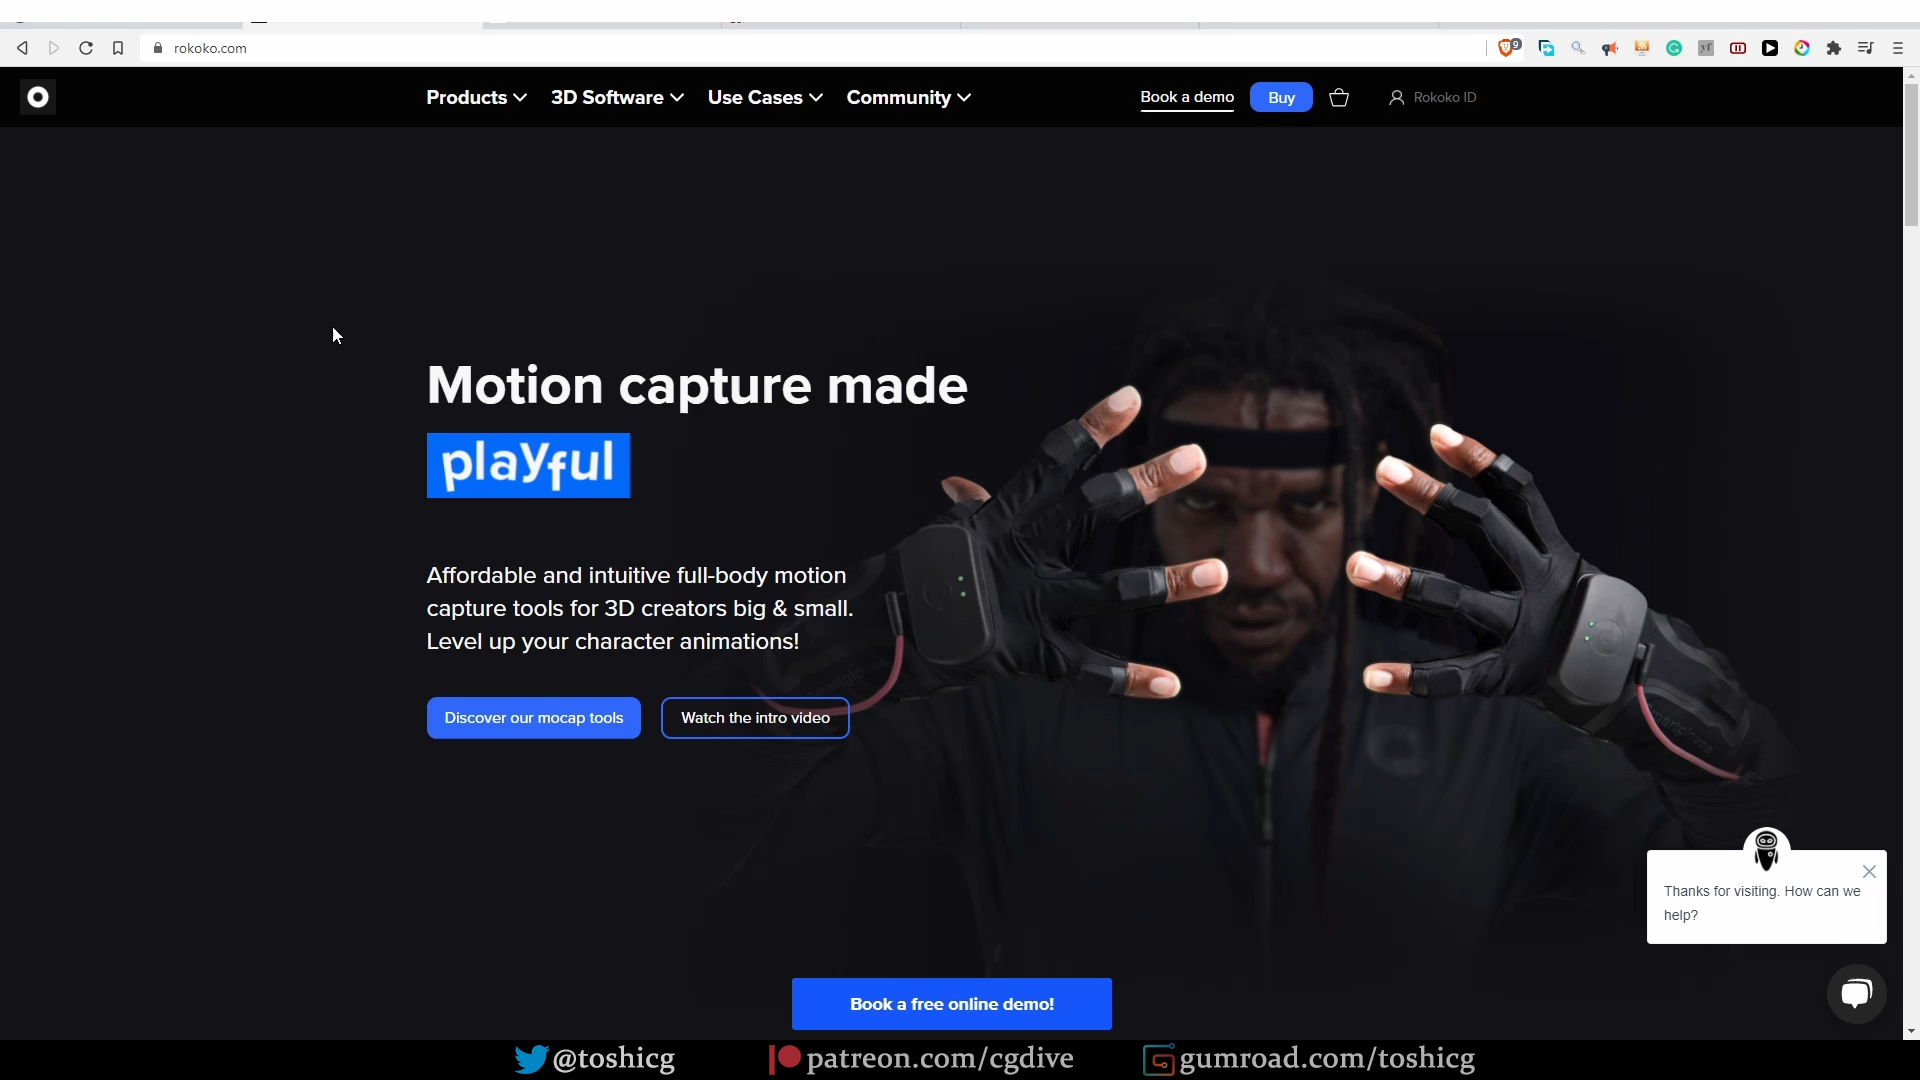 rokoko.com
9
Products
3D Software
Use Cases
Community
Book a demo
Buy
Rokoko ID
Motion capture made
playful
Affordable and intuitive full-body motion
capture tools for 3D creators big & small.
Level up your character animations!
Discover our mocap tools
Watch the intro video
smartgloves
Thanks for visiting. How can we
help?
Book a free online demo!
@toshicg
patreon.com/cgdive
gumroad.com/toshicg